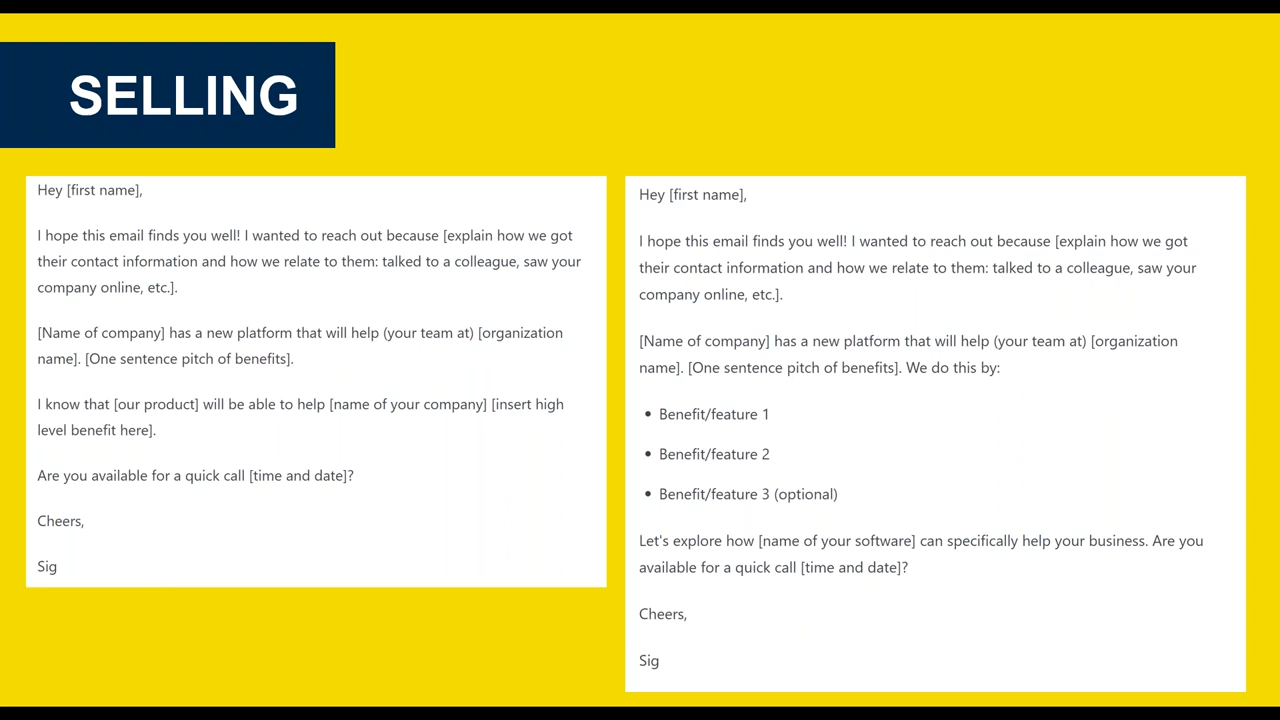 SELLING
Hey [first name],
I hope this email finds you well! I wanted to reach out because [explain how we got
their contact information and how we relate to them: talked to a colleague, saw your
company online, etc.].
[Name of company] has a new platform that will help (your team at) [organization
name]. [One sentence pitch of benefits].
I know that [our product] will be able to help [name of your company] [insert high
level benefit here].
Are you available for a quick call [time and date]?
Cheers,
Sig
Hey [first name],
I hope this email finds you well! I wanted to reach out because [explain how we got
their contact information and how we relate to them: talked to a colleague, saw your
company online, etc.].
[Name of company] has a new platform that will help (your team at) [organization
name]. [One sentence pitch of benefits]. We do this by:
• Benefit/feature 1
• Benefit/feature 2
• Benefit/feature 3 (optional)
Let's explore how [name of your software] can specifically help your business. Are you
available for a quick call [time and date]?
Cheers,
Sig